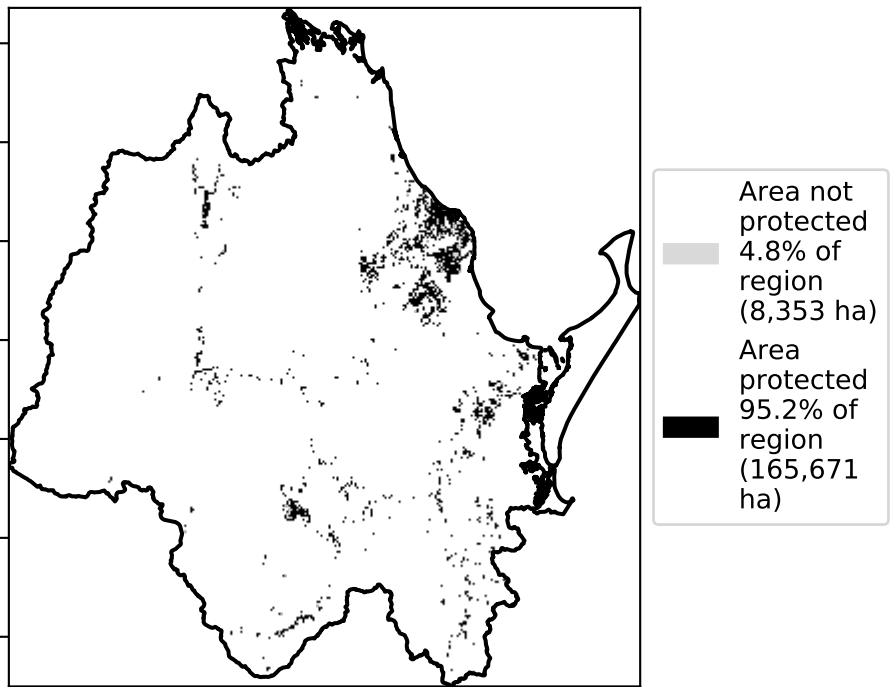 Area not
protected
4.8% of
region
(8,353 ha)
Area
protected
95.2% of
region
(165,671
ha)